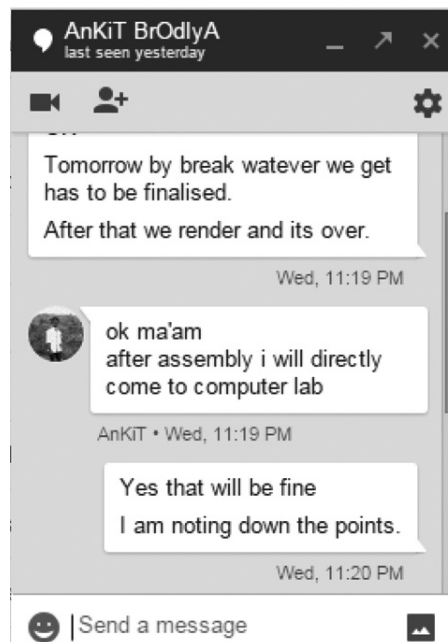 AnKiT BrOdlyA
last seen yesterday
Tomorrow by break watever we get
has to be finalised.
After that we render and its over.
Wed, 11:19 PM
ok ma'am
after assembly i will directly
come to computer lab
AnKiT • Wed, 11:19 PM
Yes that will be fine
I am noting down the points.
Wed, 11:20 PM
Send a message